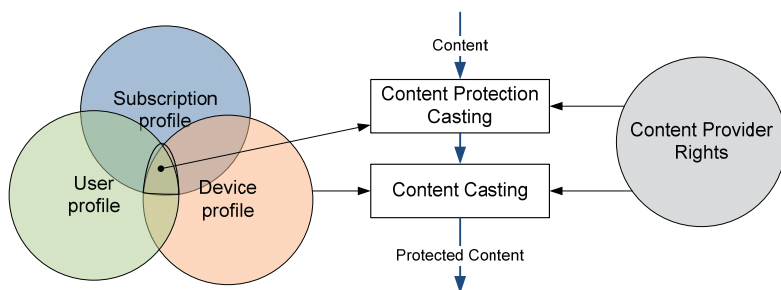 Content
Subscription
profile
Content Protection
Casting
Content Provider
Rights
User
profile
Device
profile
Content Casting
Protected Content